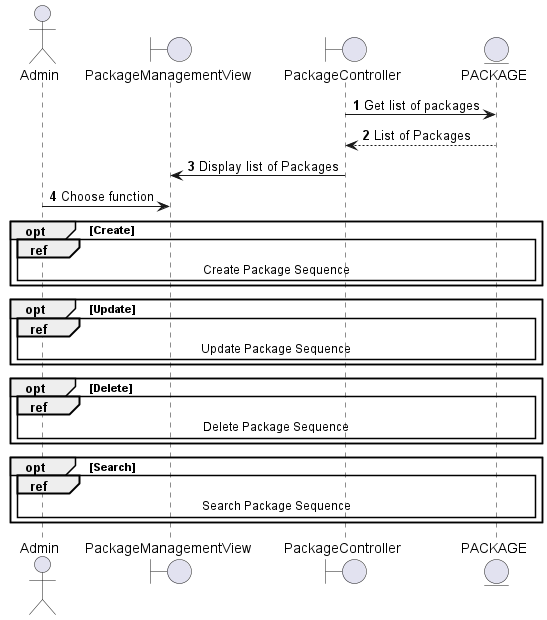 Admin
PackageManagementView
PackageController
PACKAGE
1 Get list of packages
2 List of Packages
3 Display list of Packages
4 Choose function
opt [Create]
ref
Create Package Sequence
opt [Update]
ref
Update Package Sequence
opt [Delete]
ref
Delete Package Sequence
opt [Search]
ref
Search Package Sequence
Admin
PackageManagementView
PackageController
PACKAGE